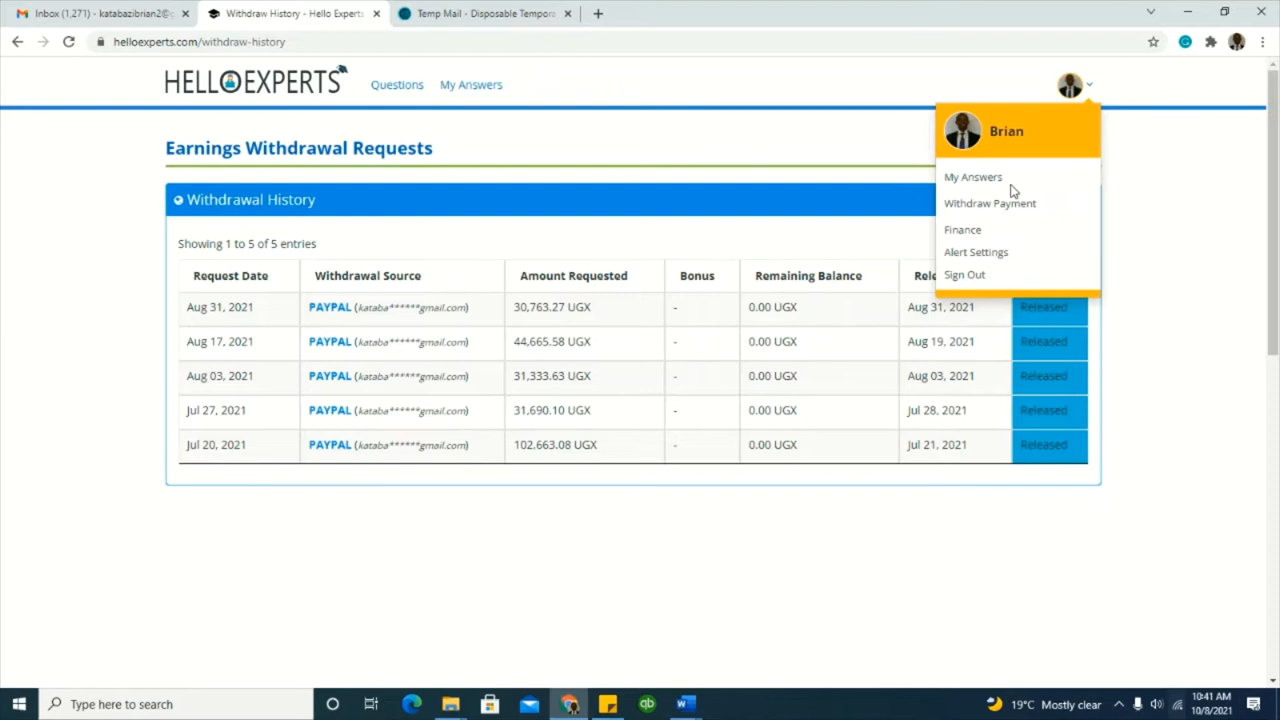 Inbox (1,271) - katabazibrian2@g
Withdraw History - Hello Experts
Temp Mail - Disposable Tempora
helloexperts.com/withdraw-history
HELLOEXPERTS
Questions
My Answers
Brian
My Answers
Withdraw Payment
Finance
Alert Settings
Sign Out
Earnings Withdrawal Requests
Withdrawal History
Showing 1 to 5 of 5 entries
Request Date Withdrawal Source Amount Requested Bonus Remaining Balance Rele
Aug 31, 2021 PAYPAL (kataba******gmail.com) 30,763.27 UGX - 0.00 UGX Aug 31, 2021 Released
Aug 17, 2021 PAYPAL (kataba******gmail.com) 44,665.58 UGX - 0.00 UGX Aug 19, 2021 Released
Aug 03, 2021 PAYPAL (kataba******gmail.com) 31,333.63 UGX - 0.00 UGX Aug 03, 2021 Released
Jul 27, 2021 PAYPAL (kataba******gmail.com) 31,690.10 UGX - 0.00 UGX Jul 28, 2021 Released
Jul 20, 2021 PAYPAL (kataba******gmail.com) 102,663.08 UGX - 0.00 UGX Jul 21, 2021 Released
Type here to search
qb
W
19°C Mostly clear
10:41 AM
10/8/2021